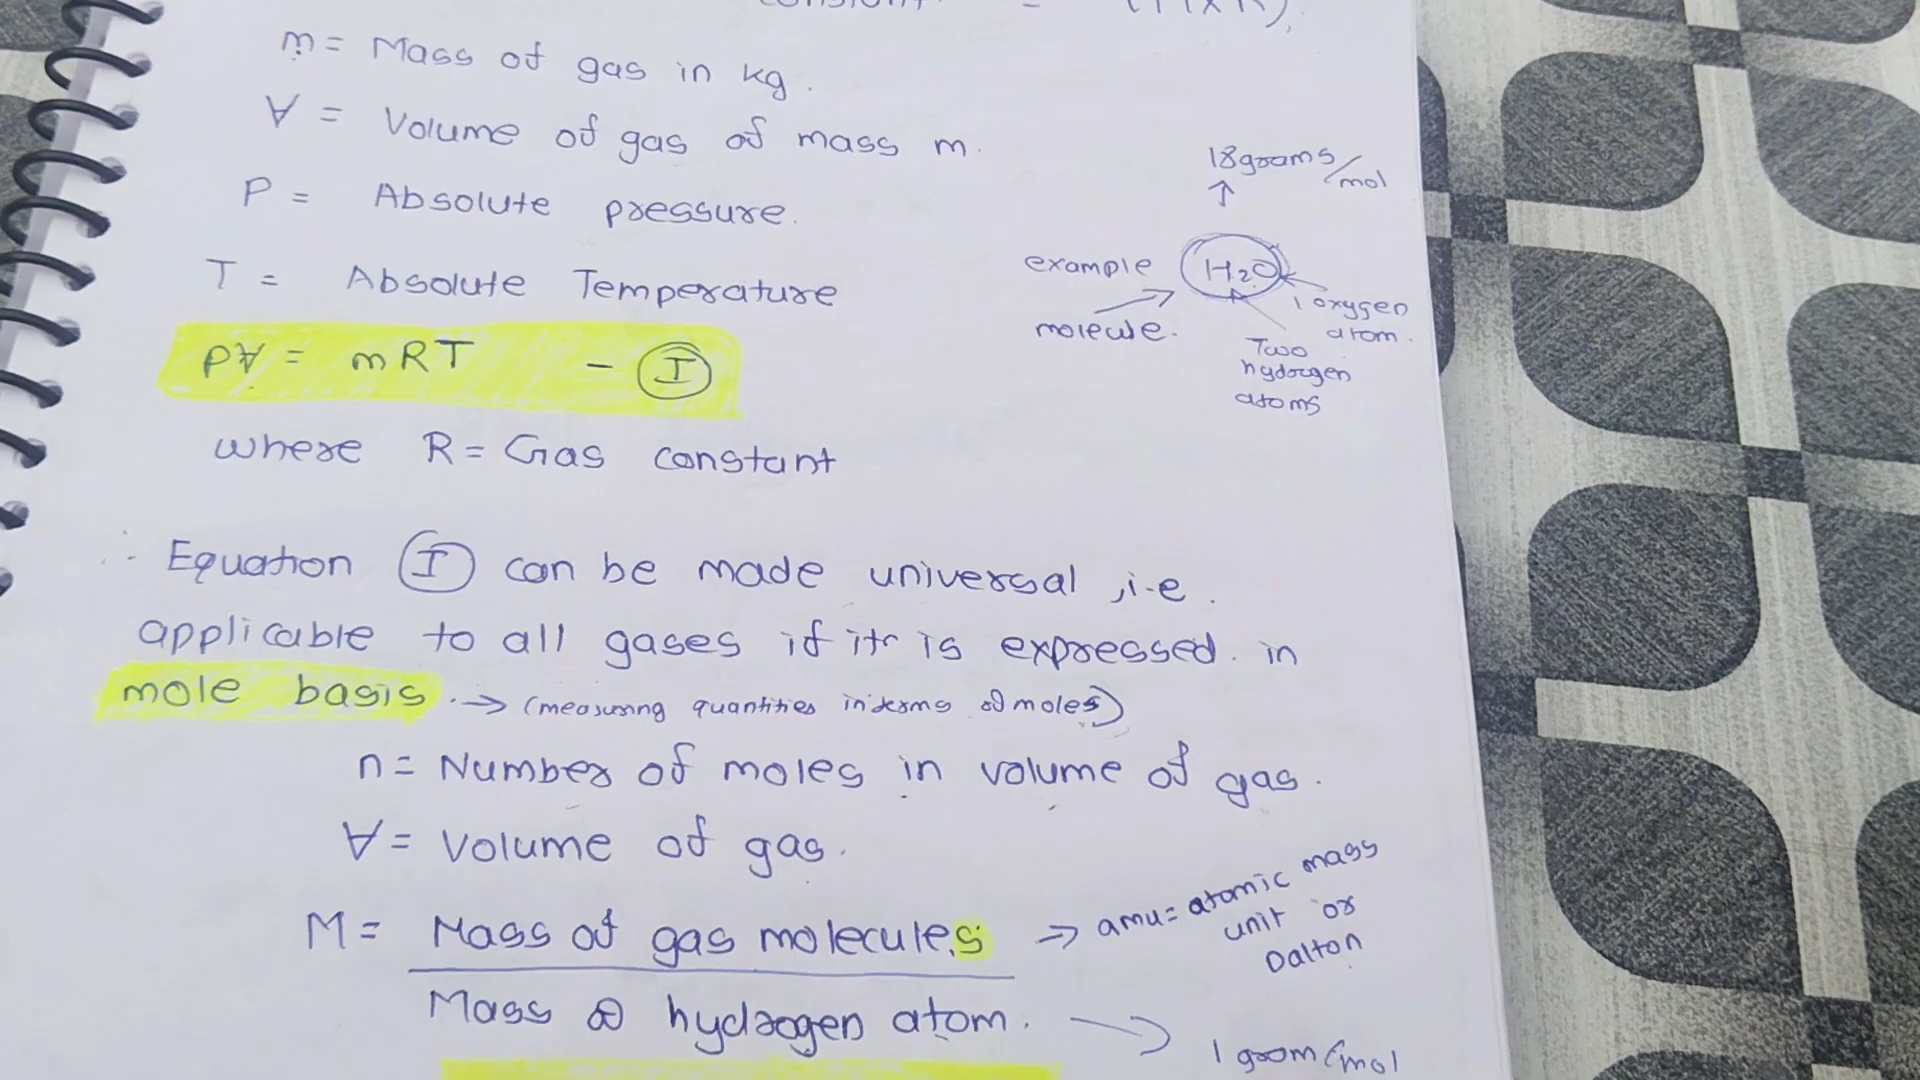 m = Mass of gas in kg.
∀ = Volume of gas of mass m.
P = Absolute pressure.
T = Absolute Temperature
P∀ = mRT - I
where R = Gas constant
18 grams/mol
↑
example H₂O
molecule.
1 oxygen
atom.
Two
hydrogen
atoms
Equation I can be made universal, i.e.
applicable to all gases if it is expressed. in
mole basis. → (measuring quantities in terms of moles)
n = Number of moles in volume of gas.
∀ = Volume of gas.
M = Mass of gas molecules → amu = atomic mass
unit or
Dalton
Mass of hydrogen atom. → 1 gram/mol